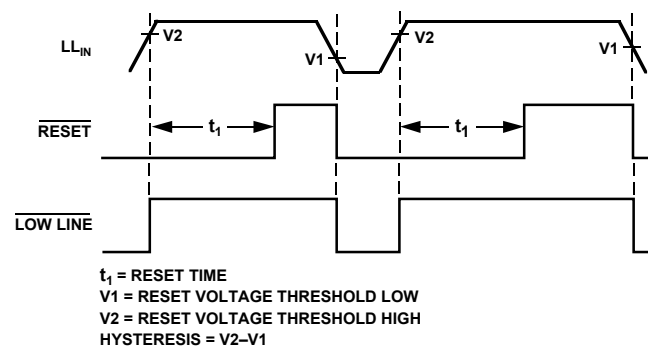 LLIN
V2
V1
V2
V1
RESET
t1
t1
LOW LINE
t1 = RESET TIME
V1 = RESET VOLTAGE THRESHOLD LOW
V2 = RESET VOLTAGE THRESHOLD HIGH
HYSTERESIS = V2–V1